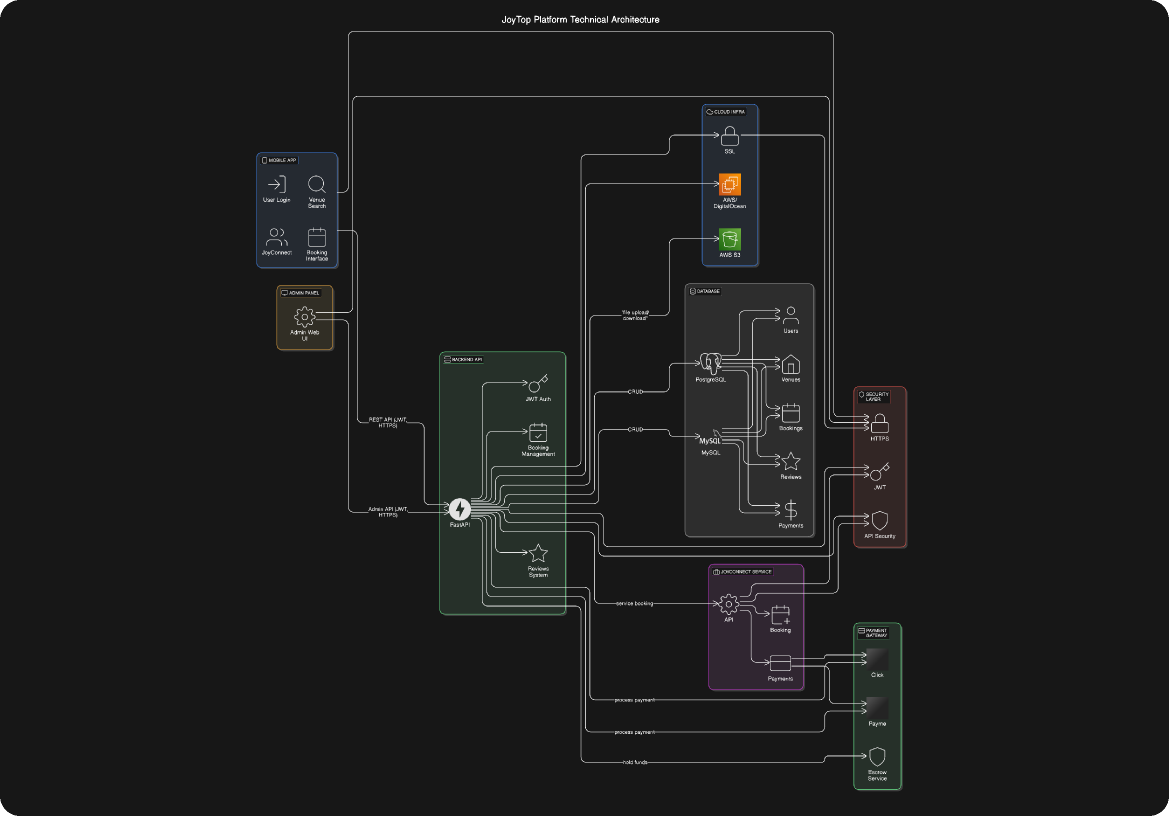 JoyTop Platform Technical Architecture
CLOUD INFRA
SSL
AWS/
DigitalOcean
AWS S3
MOBILE APP
User Login
Venue
Search
JoyConnect
Booking
Interface
ADMIN PANEL
Admin Web
UI
DATABASE
Users
PostgreSQL
Venues
Bookings
MySQL
MySQL
Reviews
Payments
file upload/
download
CRUD
CRUD
BACKEND API
JWT Auth
Booking
Management
FastAPI
Reviews
System
REST API (JWT,
HTTPS)
Admin API (JWT,
HTTPS)
SECURITY
LAYER
HTTPS
JWT
API Security
JOYCONNECT SERVICE
API
Booking
Payments
service booking
process payment
process payment
hold funds
PAYMENT
GATEWAY
Click
Payme
Escrow
Service